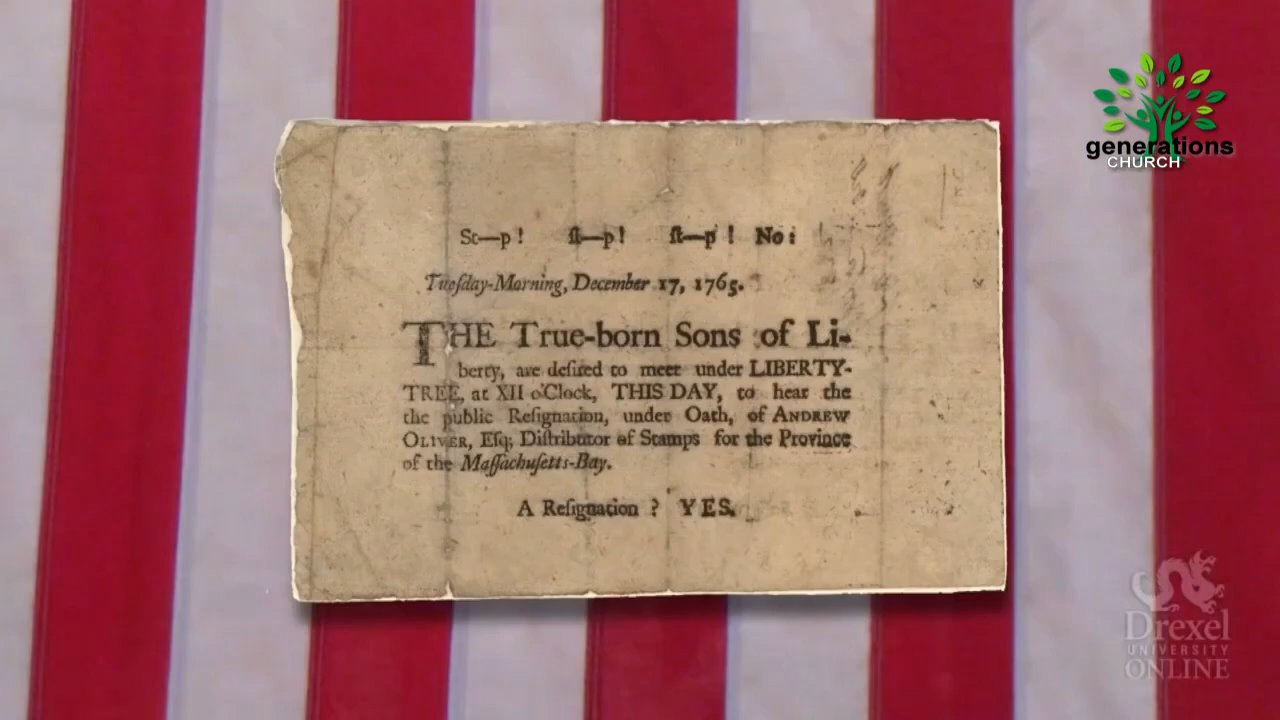 generations
CHURCH
St—p! ſt—p! ſt—p! No:
Tueſday-Morning, December 17, 1765.
THE True-born Sons of Li-
berty, are deſired to meet under LIBERTY-
TREE, at XII o'Clock, THIS DAY, to hear the
the public Reſignation, under Oath, of ANDREW
OLIVER, Eſq; Diſtributor of Stamps for the Province
of the Maſſachuſetts-Bay.
A Reſignation ? YES.
Drexel
UNIVERSITY
ONLINE